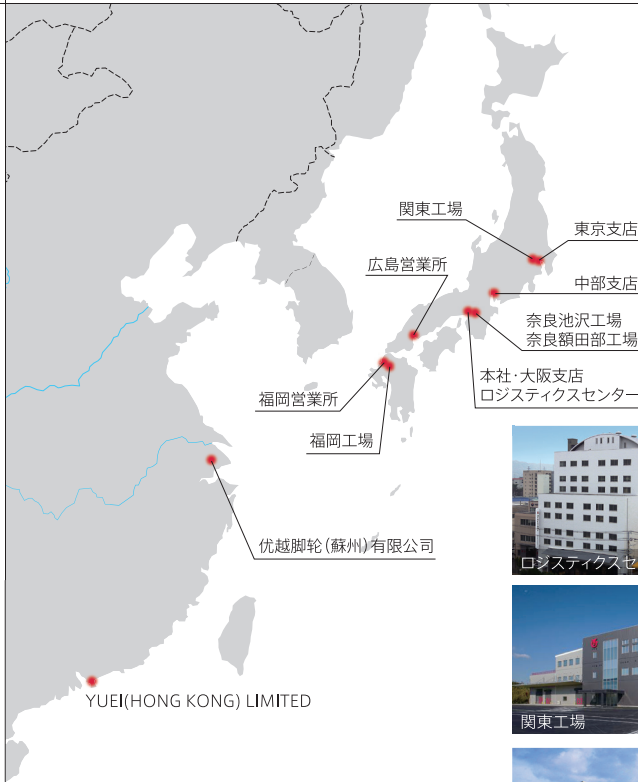 関東工場
東京支店
広島営業所
中部支店
奈良池沢工場
奈良額田部工場
本社・大阪支店
ロジスティクスセンター
福岡営業所
福岡工場
优越脚轮(蘇州)有限公司
YUEI(HONG KONG) LIMITED
ロジスティクスセ
関東工場